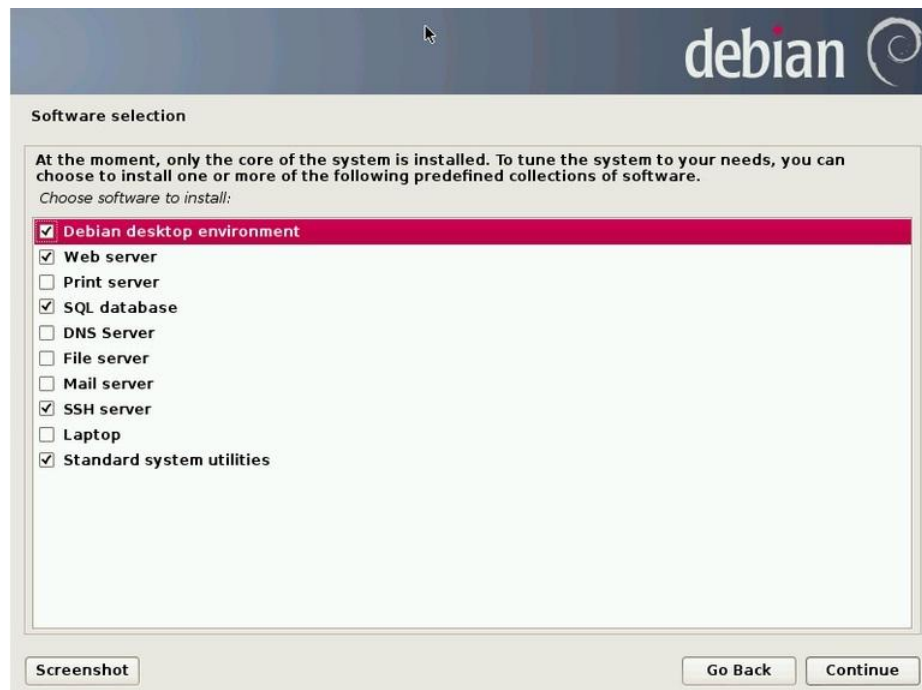 debian
Software selection
At the moment, only the core of the system is installed. To tune the system to your needs, you can
choose to install one or more of the following predefined collections of software.
Choose software to install:
Debian desktop environment
Web server
Print server
SQL database
DNS Server
File server
Mail server
SSH server
Laptop
Standard system utilities
Screenshot
Go Back
Continue